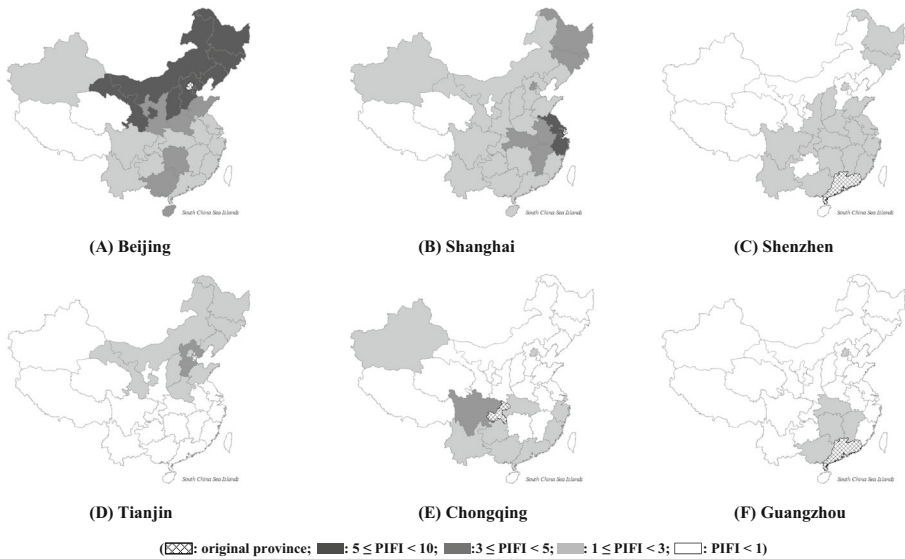 South China Sea Islands
South China Sea Islands
South China Sea Islands
(A) Beijing
(B) Shanghai
(C) Shenzhen
South China Sea Islands
South China Sea Islands
South China Sea Islands
(D) Tianjin
(E) Chongqing
(F) Guangzhou
(: original province; : 5 ≤ PIFI < 10; :3 ≤ PIFI < 5; : 1 ≤ PIFI < 3; : PIFI < 1)